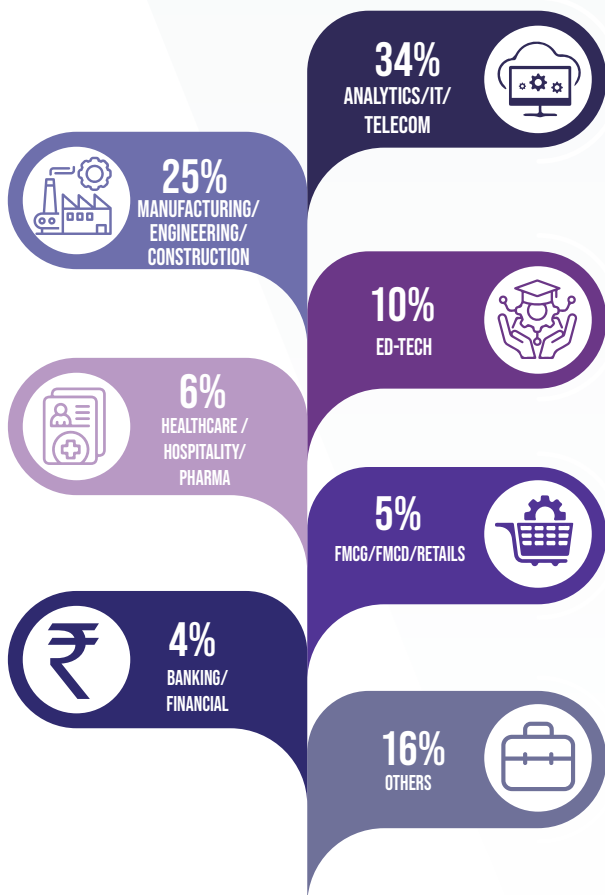 34%
ANALYTICS/IT/
TELECOM
25%
MANUFACTURING/
ENGINEERING/
CONSTRUCTION
10%
ED-TECH
6%
HEALTHCARE /
HOSPITALITY/
PHARMA
5%
FMCG/FMCD/RETAILS
₹
4%
BANKING/
FINANCIAL
16%
OTHERS